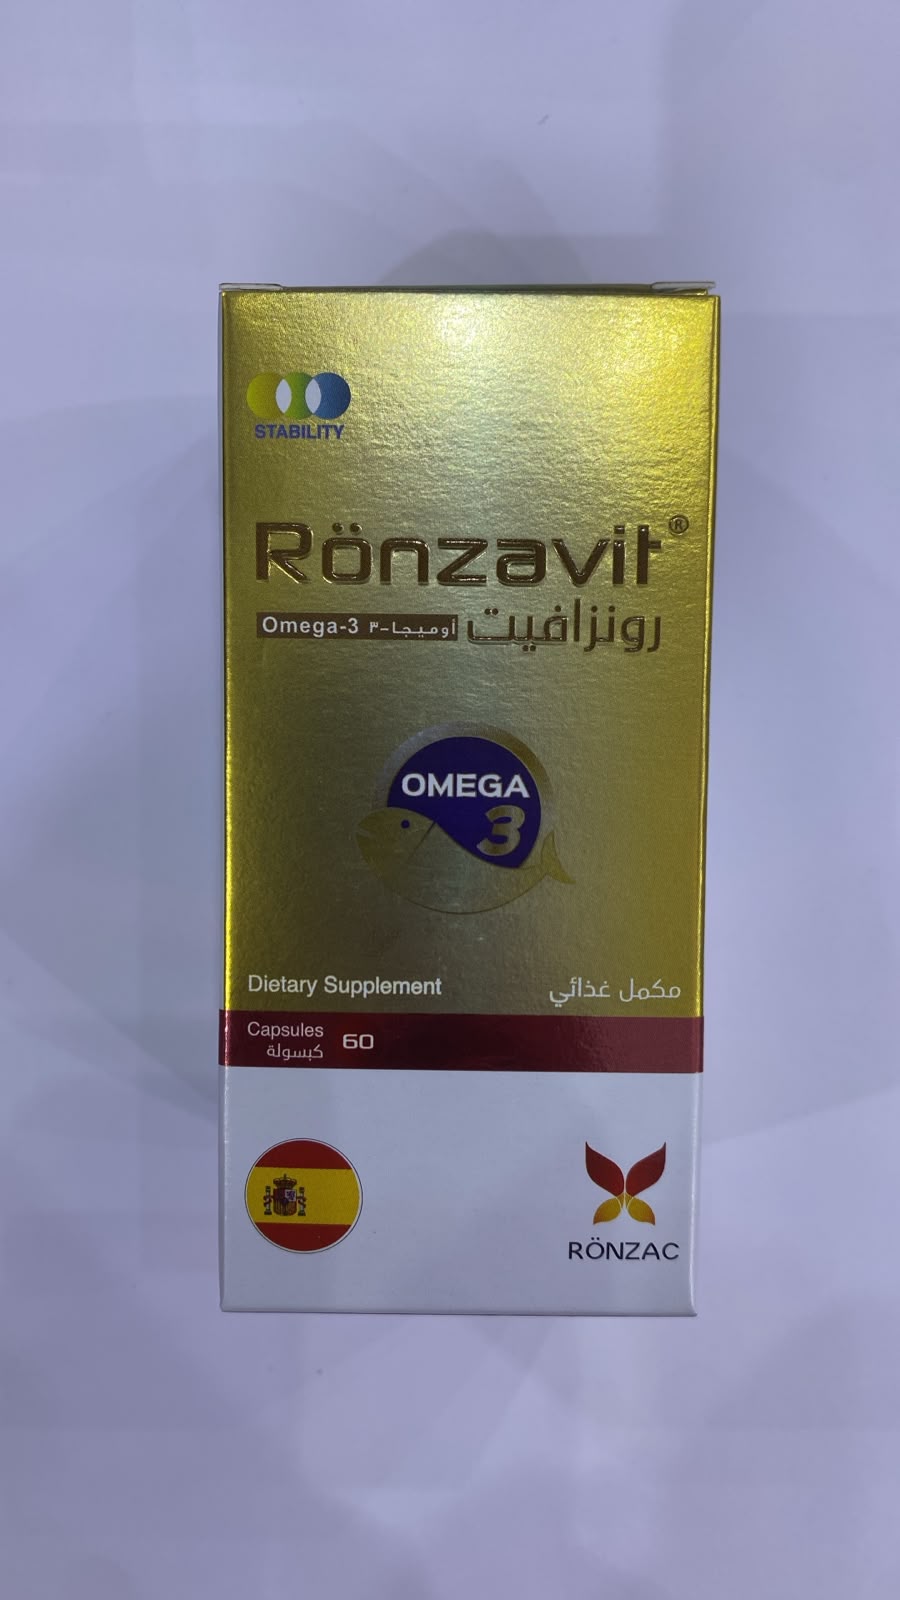 STABILITY
Rönzavit®
Omega-3 أوميجا-٣ رونزافيت
OMEGA
3
Dietary Supplement مكمل غذائي
Capsules 60
كبسولة
RÖNZAC